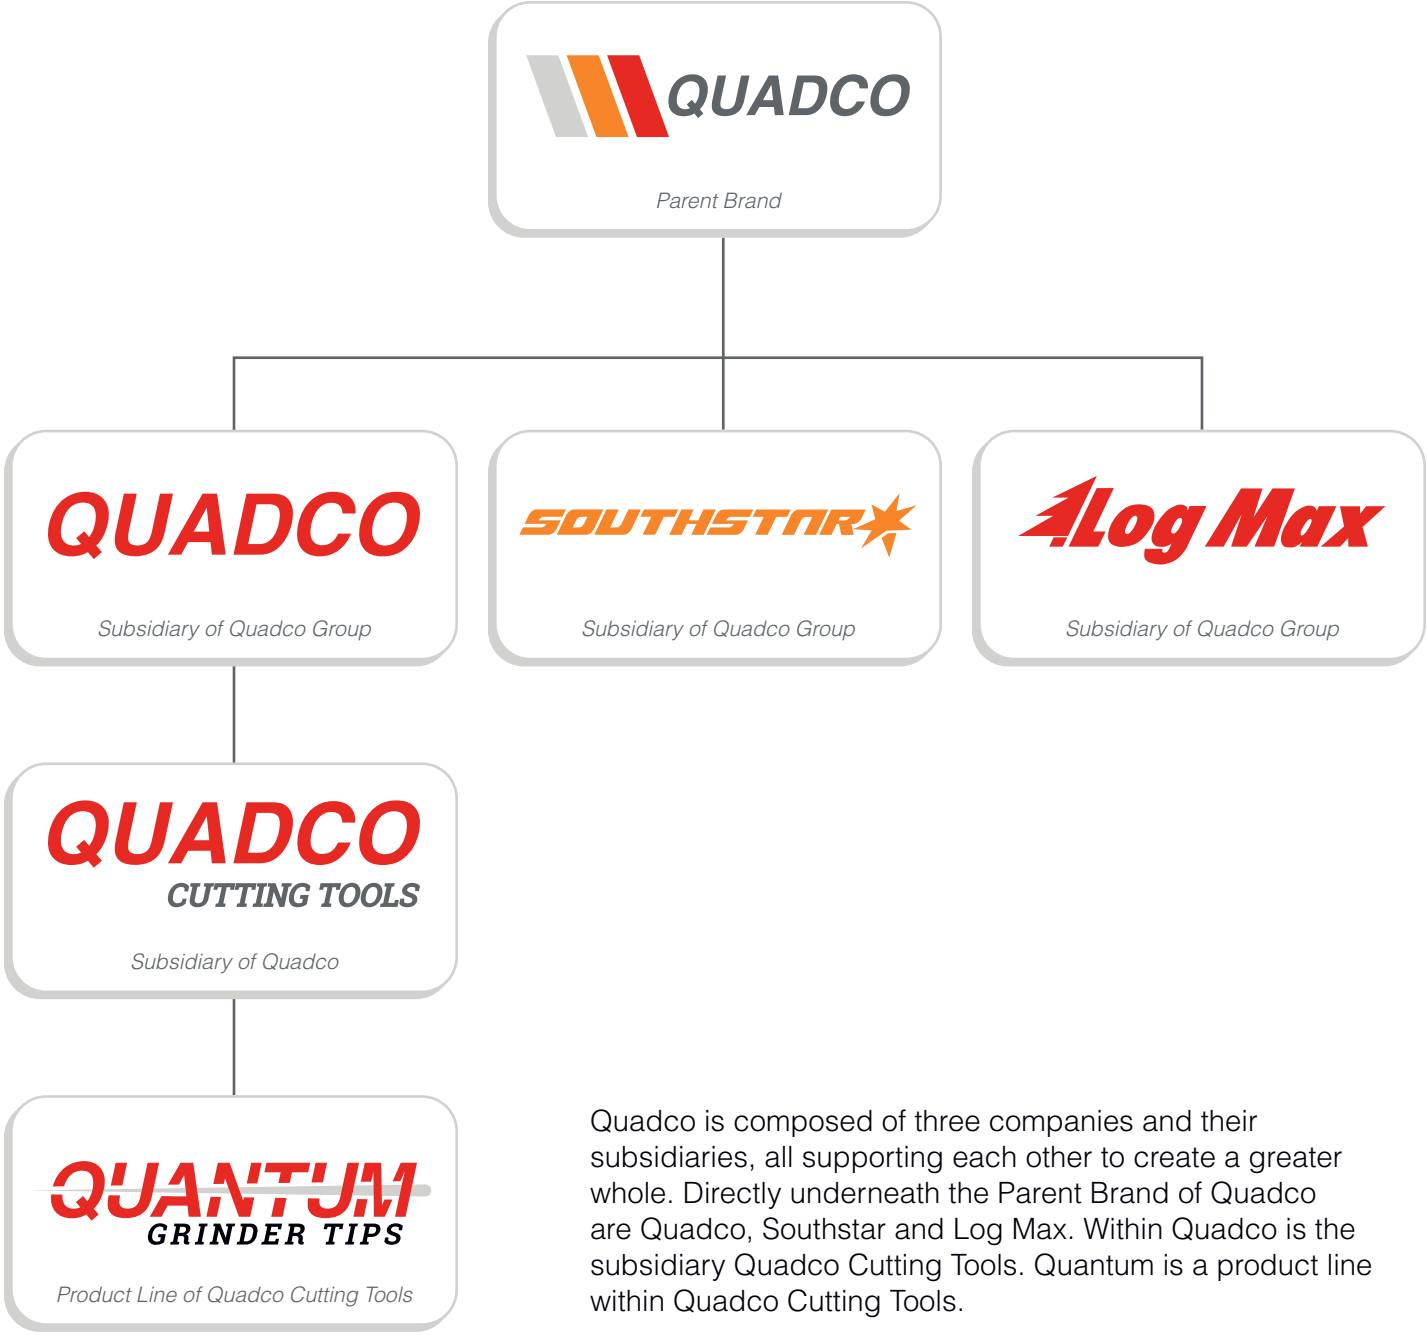 QUADCO
Parent Brand
QUADCO
Subsidiary of Quadco Group
SOUTHSTAR
Subsidiary of Quadco Group
Log Max
Subsidiary of Quadco Group
QUADCO
CUTTING TOOLS
Subsidiary of Quadco
QUANTUM
GRINDER TIPS
Product Line of Quadco Cutting Tools
Quadco is composed of three companies and their
subsidiaries, all supporting each other to create a greater
whole. Directly underneath the Parent Brand of Quadco
are Quadco, Southstar and Log Max. Within Quadco is the
subsidiary Quadco Cutting Tools. Quantum is a product line
within Quadco Cutting Tools.